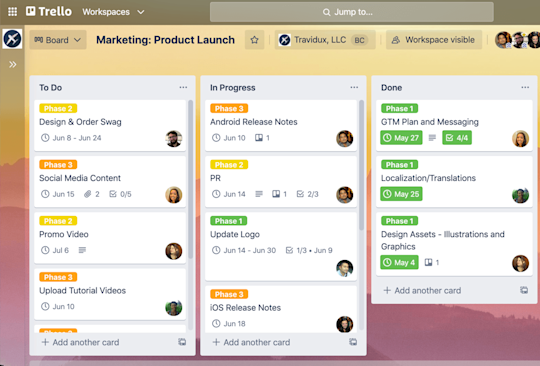 Trello
Workspaces
Jump to...
Board
Marketing: Product Launch
Travidux, LLC
BC
Workspace visible
To Do
Phase 2
Design & Order Swag
Jun 8 - Jun 24
Phase 3
Social Media Content
Jun 15
2
0/5
Phase 2
Promo Video
Jul 6
Phase 3
Upload Tutorial Videos
Jun 10
Phase 3
+ Add another card
In Progress
Phase 3
Android Release Notes
Jun 10
1
Phase 2
PR
Jun 14
1
2/3
Phase 1
Update Logo
Jun 14 - Jun 30
1/3 • Jun 9
Phase 3
iOS Release Notes
Jun 18
+ Add another card
Done
Phase 1
GTM Plan and Messaging
May 27
4/4
Phase 1
Localization/Translations
May 25
Phase 1
Design Assets - Illustrations and
Graphics
May 4
1
+ Add another card